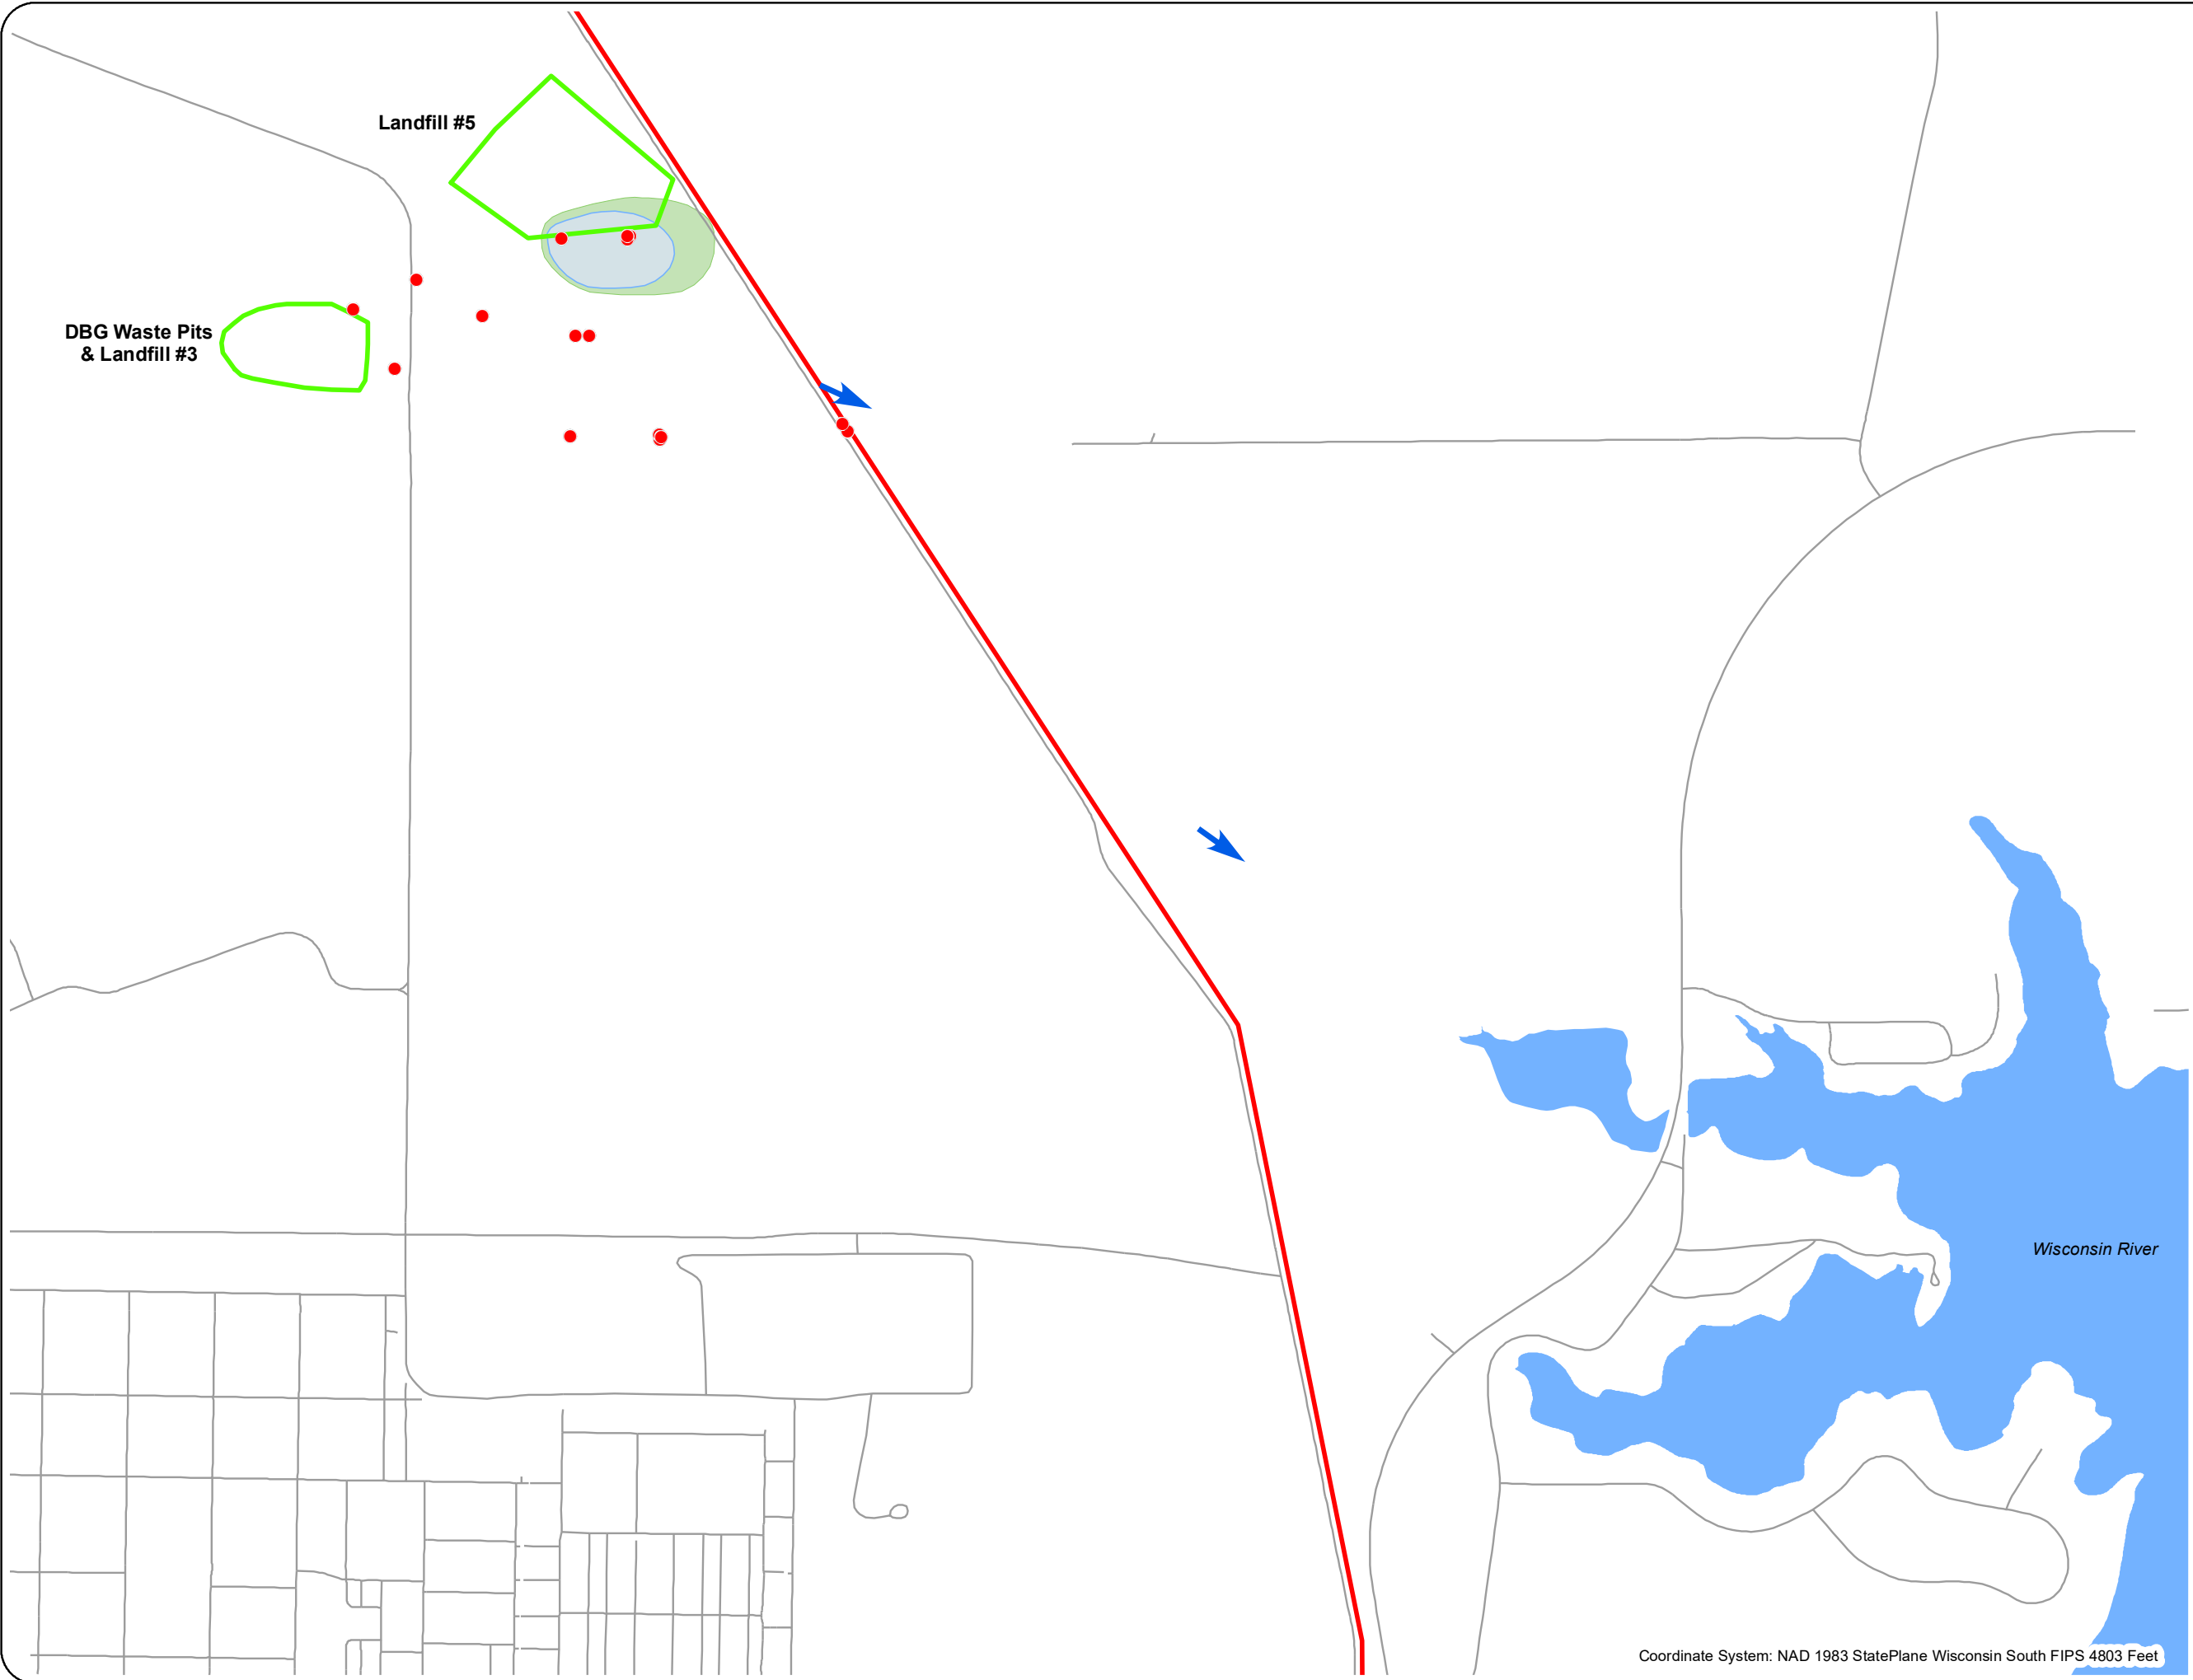 Landfill #5
DBG Waste Pits
& Landfill #3
Wisconsin River
Coordinate System: NAD 1983 StatePlane Wisconsin South FIPS 4803 Feet